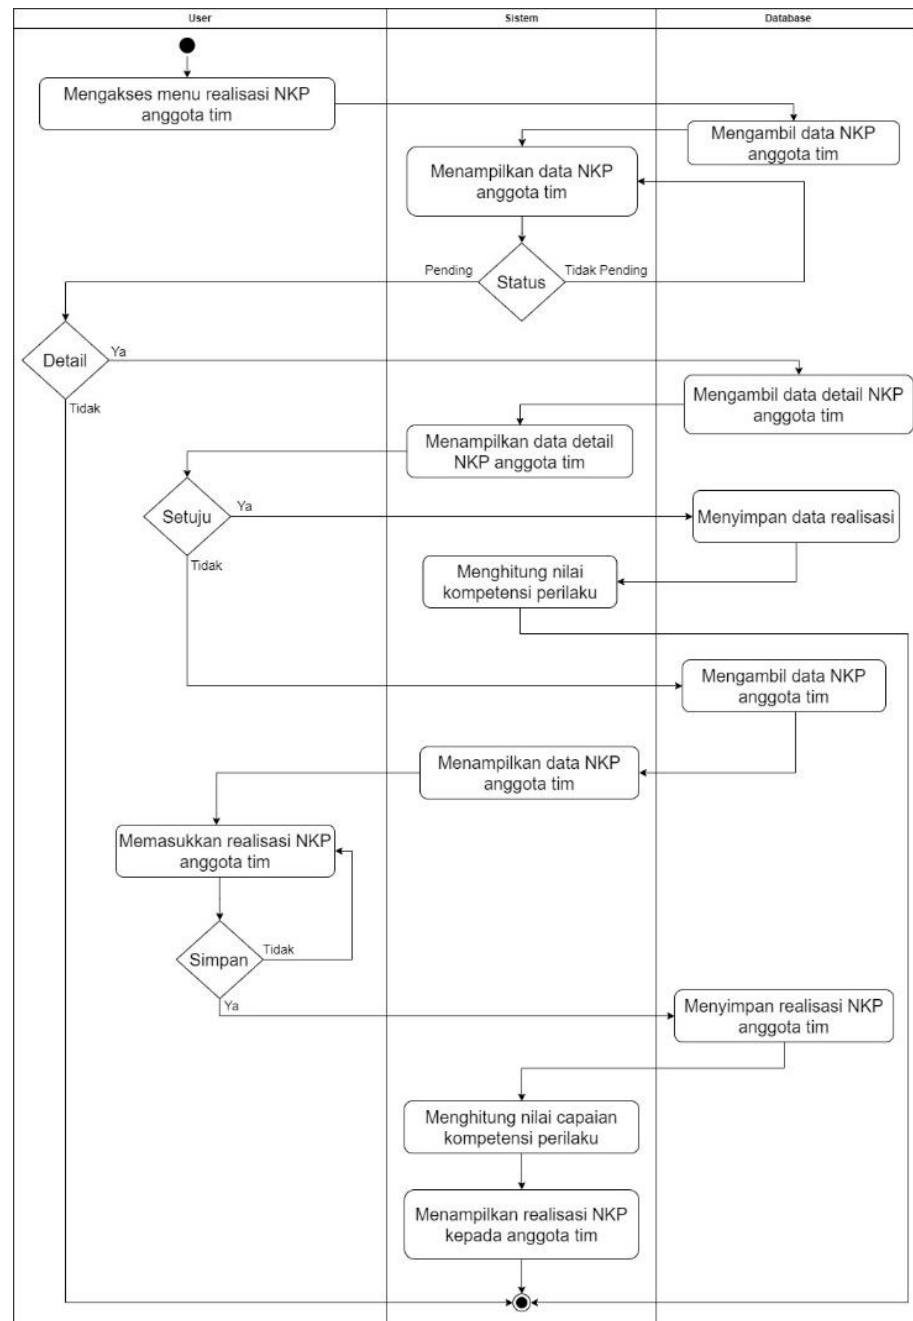 User
Sistem
Database
Mengakses menu realisasi NKP
anggota tim
Mengambil data NKP
anggota tim
Menampilkan data NKP
anggota tim
Pending
Status
Tidak Pending
Detail
Ya
Tidak
Mengambil data detail NKP
anggota tim
Menampilkan data detail
NKP anggota tim
Setuju
Ya
Tidak
Menyimpan data realisasi
Menghitung nilai
kompetensi perilaku
Mengambil data NKP
anggota tim
Menampilkan data NKP
anggota tim
Memasukkan realisasi NKP
anggota tim
Simpan
Tidak
Ya
Menyimpan realisasi NKP
anggota tim
Menghitung nilai capaian
kompetensi perilaku
Menampilkan realisasi NKP
kepada anggota tim